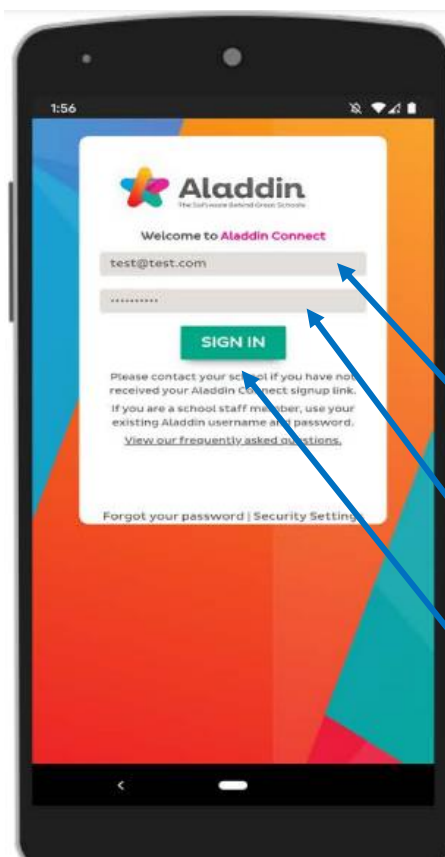 1:56
Aladdin
The Software Behind Great Schools
Welcome to Aladdin Connect
test@test.com
••••••••••
SIGN IN
Please contact your school if you have not
received your Aladdin Connect signup link.
If you are a school staff member, use your
existing Aladdin username and password.
View our frequently asked questions.
Forgot your password | Security Setting